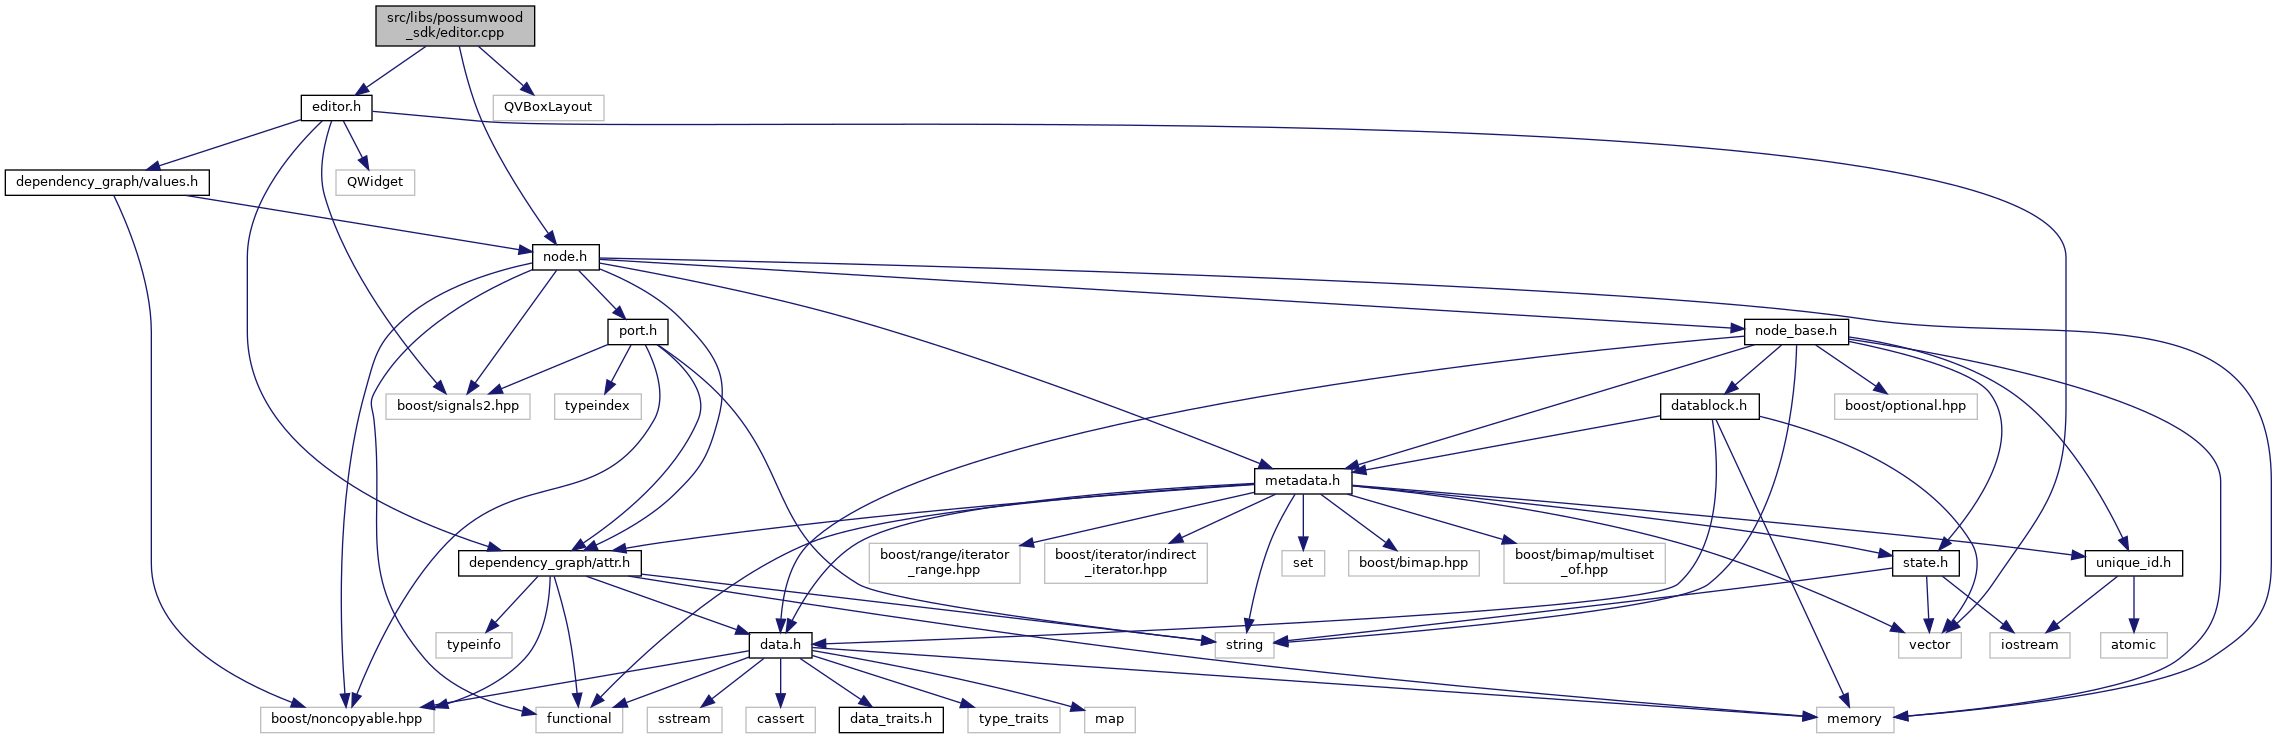 src/libs/possumwood
_sdk/editor.cpp
editor.h
QVBoxLayout
dependency_graph/values.h
QWidget
node.h
port.h
node_base.h
boost/signals2.hpp
typeindex
datablock.h
boost/optional.hpp
metadata.h
dependency_graph/attr.h
boost/range/iterator
_range.hpp
boost/iterator/indirect
_iterator.hpp
set
boost/bimap.hpp
boost/bimap/multiset
_of.hpp
state.h
unique_id.h
typeinfo
data.h
string
vector
iostream
atomic
boost/noncopyable.hpp
functional
sstream
cassert
data_traits.h
type_traits
map
memory